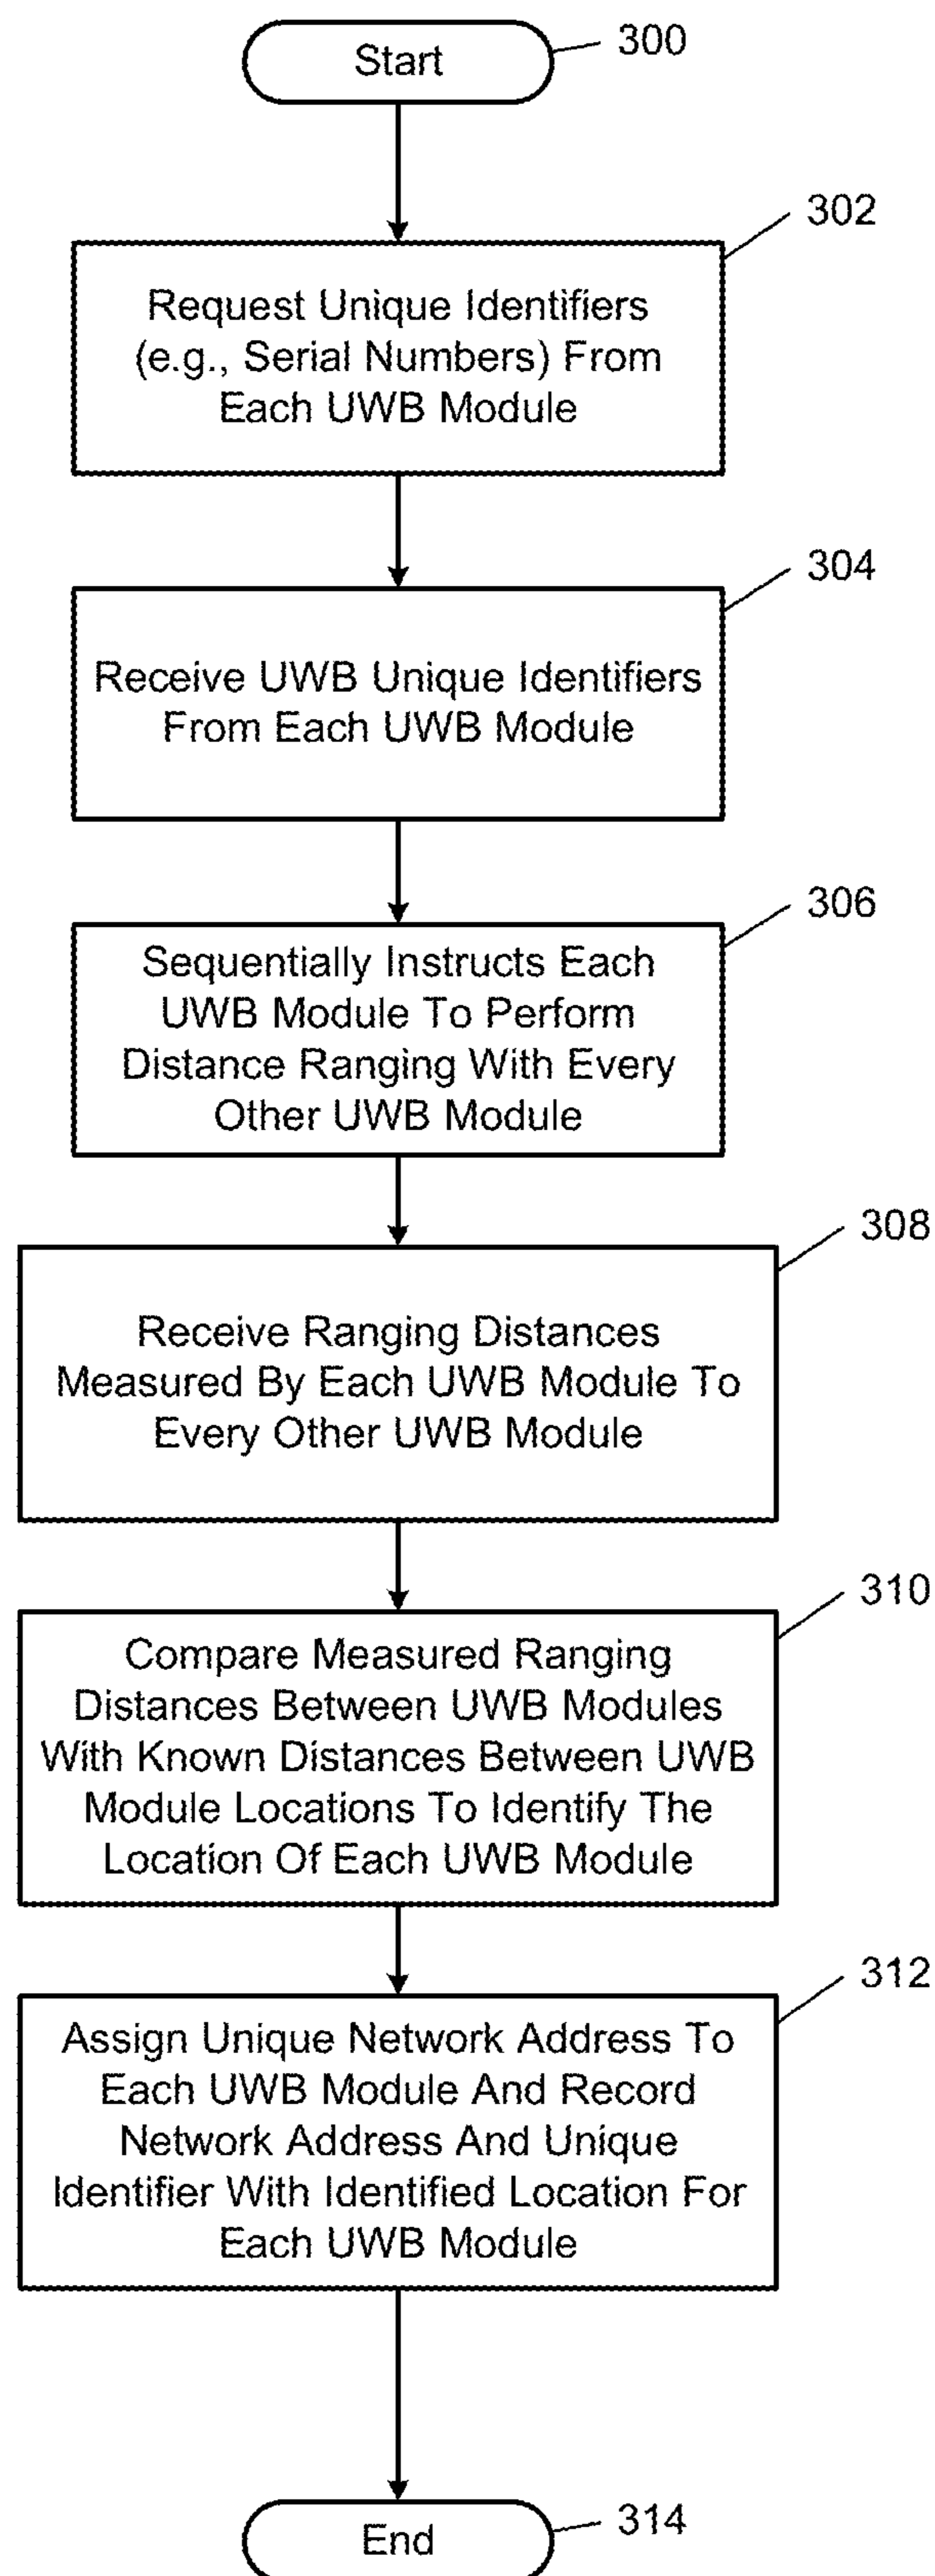 Start
300
302
Request Unique Identifiers
(e.g., Serial Numbers) From
Each UWB Module
304
Receive UWB Unique Identifiers
From Each UWB Module
306
Sequentially Instructs Each
UWB Module To Perform
Distance Ranging With Every
Other UWB Module
308
Receive Ranging Distances
Measured By Each UWB Module To
Every Other UWB Module
310
Compare Measured Ranging
Distances Between UWB Modules
With Known Distances Between UWB
Module Locations To Identify The
Location Of Each UWB Module
312
Assign Unique Network Address To
Each UWB Module And Record
Network Address And Unique
Identifier With Identified Location For
Each UWB Module
End
314